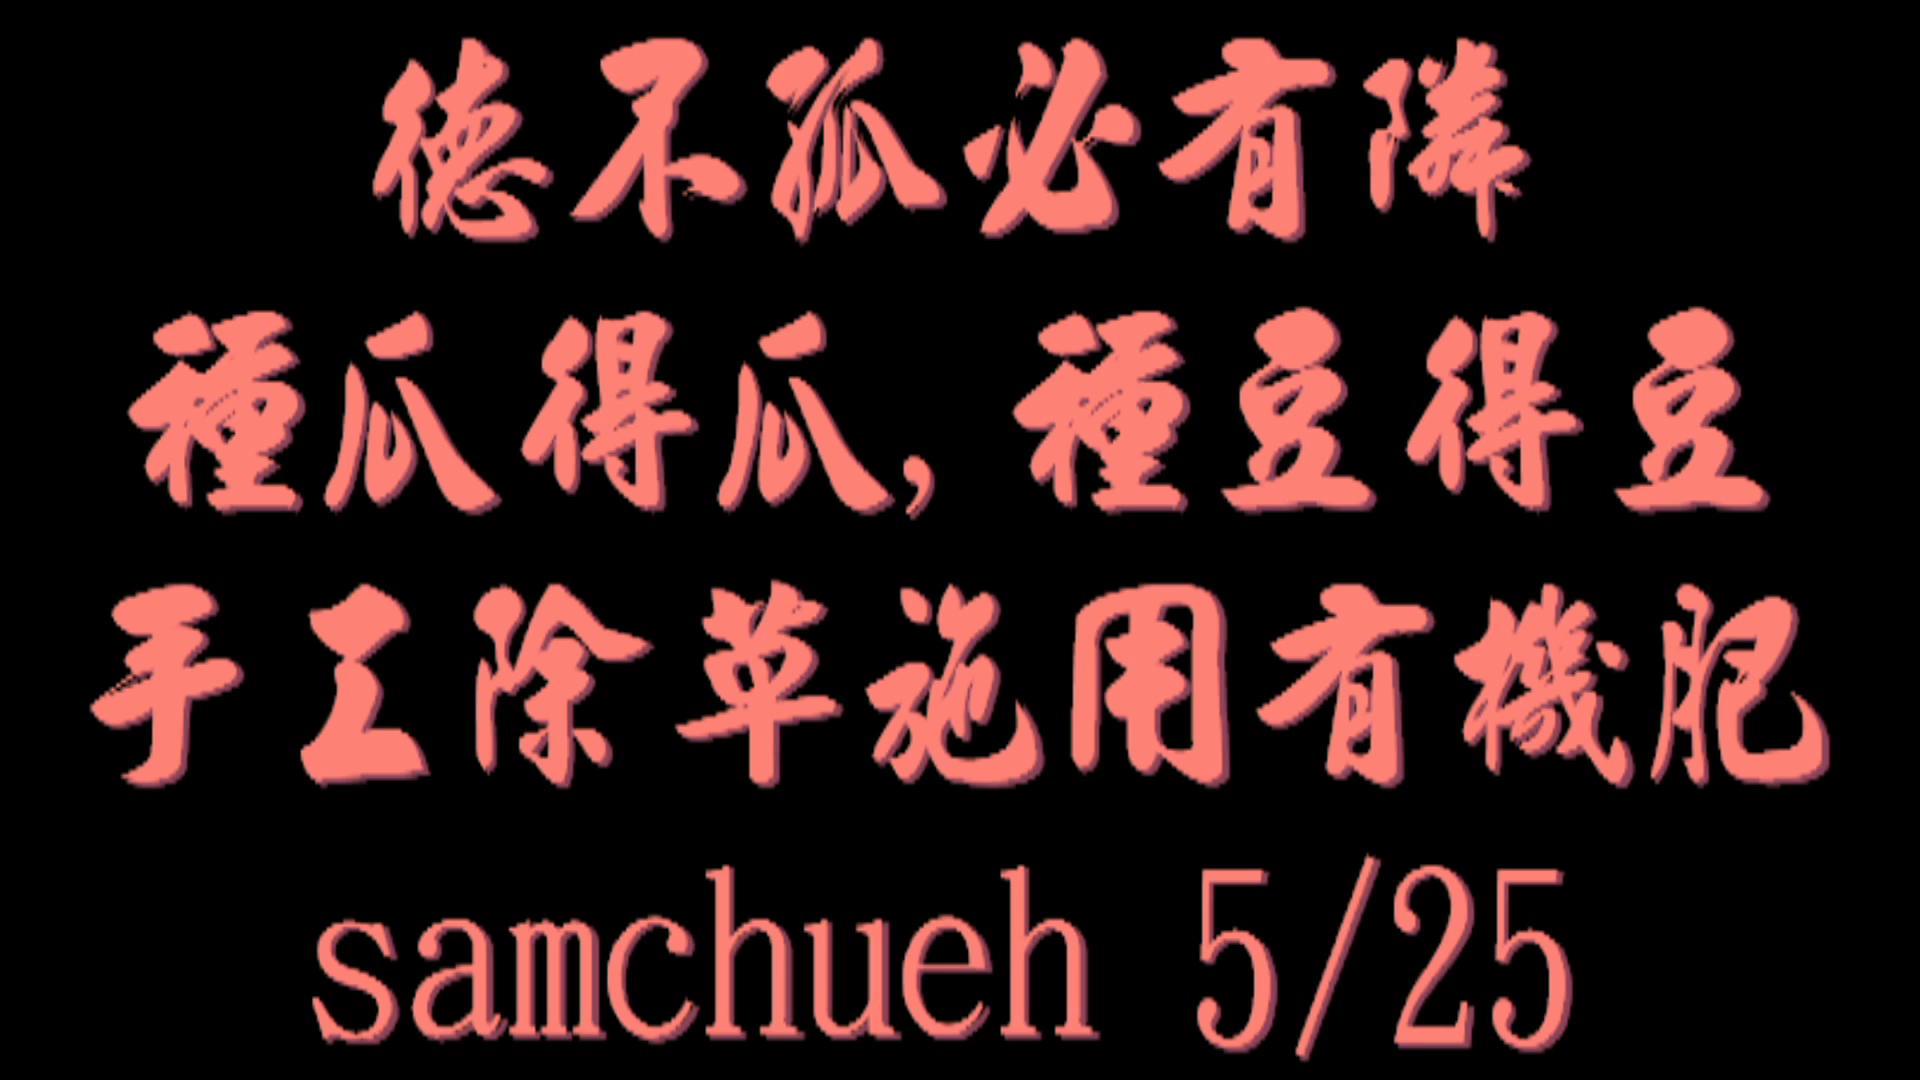 德不孤必有隣
種瓜得瓜, 種豆得豆
手工除草施用有機肥
samchueh 5/25